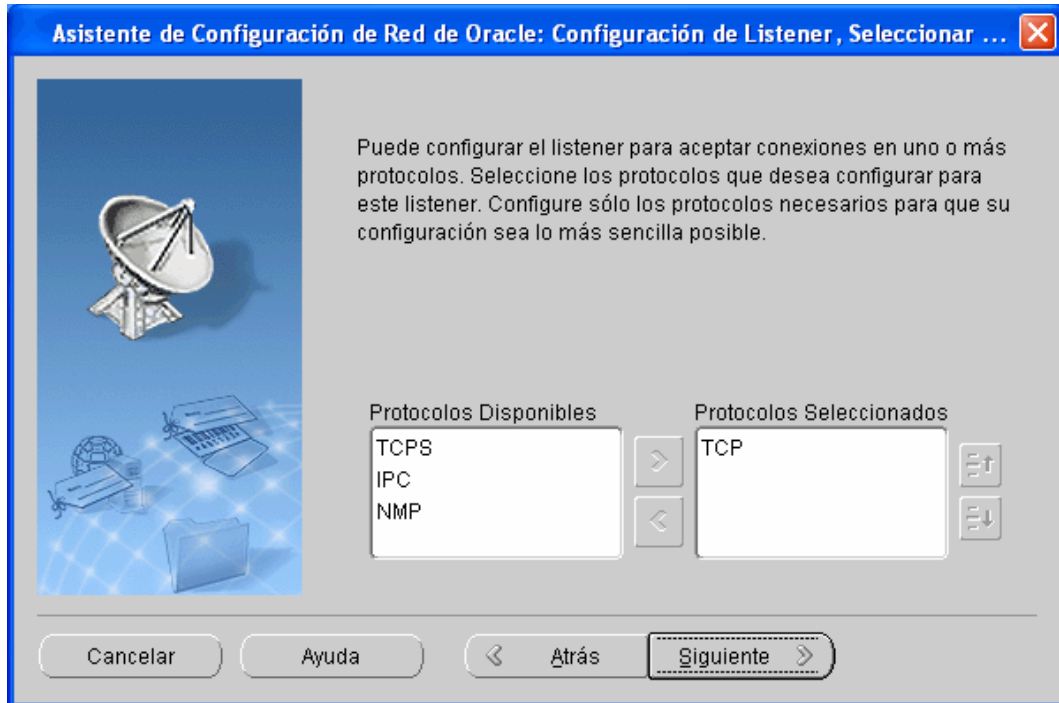 Asistente de Configuración de Red de Oracle: Configuración de Listener, Seleccionar ...
Puede configurar el listener para aceptar conexiones en uno o más
protocolos. Seleccione los protocolos que desea configurar para
este listener. Configure sólo los protocolos necesarios para que su
configuración sea lo más sencilla posible.
Protocolos Disponibles
TCPS
IPC
NMP
Protocolos Seleccionados
TCP
Cancelar
Ayuda
Atrás
Siguiente